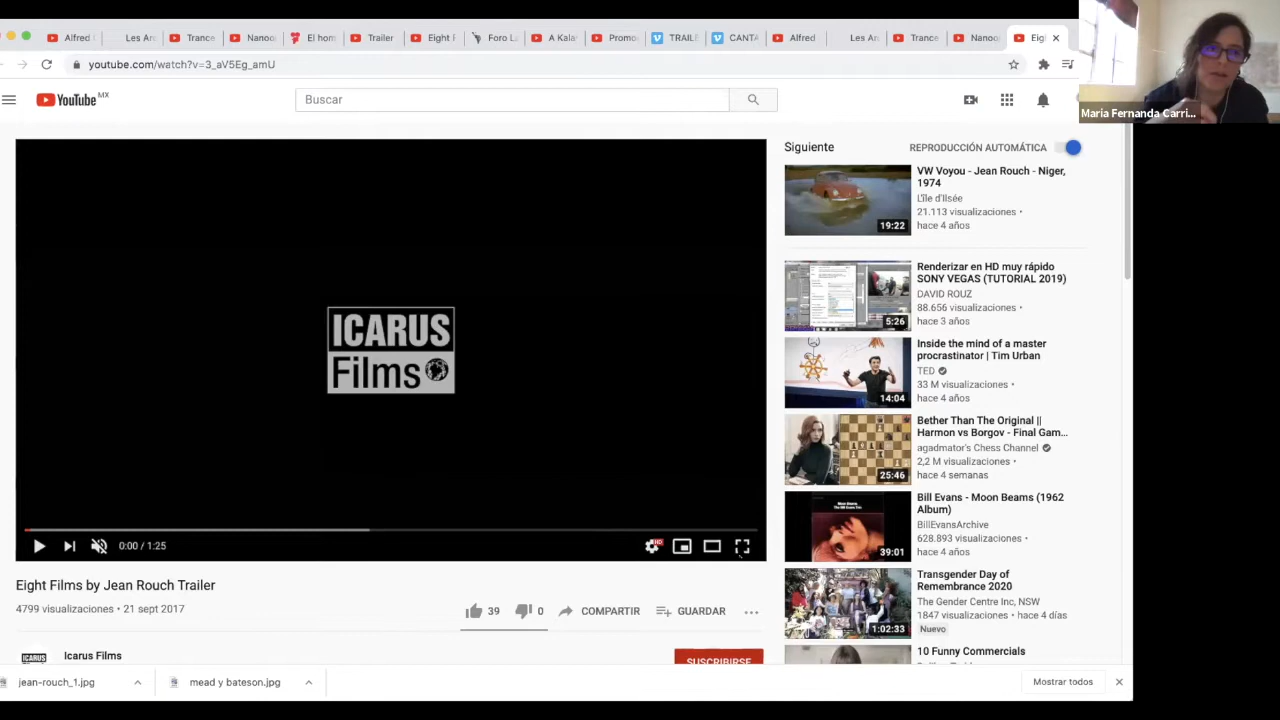 Alfred
Les Ar
Trance
Nanoo
El hom
Trailer
Eight F
Foro L
A Kala
Promo
TRAIL
CANTA
Alfred
Les Ar
Trance
Nanoo
Eig
youtube.com/watch?v=3_aV5Eg_amU
YouTube MX
Buscar
Maria Fernanda Carri...
ICARUS
Films
0:00 / 1:25
HD
Eight Films by Jean Rouch Trailer
4799 visualizaciones • 21 sept 2017
39
0
COMPARTIR
GUARDAR
ICARUS
Icarus Films
SUSCRIBIRSE
Siguiente
REPRODUCCIÓN AUTOMÁTICA
19:22
VW Voyou - Jean Rouch - Niger,
1974
L'île d'Ilsée
21.113 visualizaciones •
hace 4 años
5:26
Renderizar en HD muy rápido
SONY VEGAS (TUTORIAL 2019)
DAVID ROUZ
88.656 visualizaciones •
hace 3 años
14:04
Inside the mind of a master
procrastinator | Tim Urban
TED
33 M visualizaciones •
hace 4 años
25:46
Bether Than The Original ||
Harmon vs Borgov - Final Gam...
agadmator's Chess Channel
2,2 M visualizaciones •
hace 4 semanas
39:01
Bill Evans - Moon Beams (1962
Album)
BillEvansArchive
628.893 visualizaciones •
hace 4 años
1:02:33
Transgender Day of
Remembrance 2020
The Gender Centre Inc, NSW
1847 visualizaciones • hace 4 días
Nuevo
10 Funny Commercials
jean-rouch_1.jpg
mead y bateson.jpg
Mostrar todos